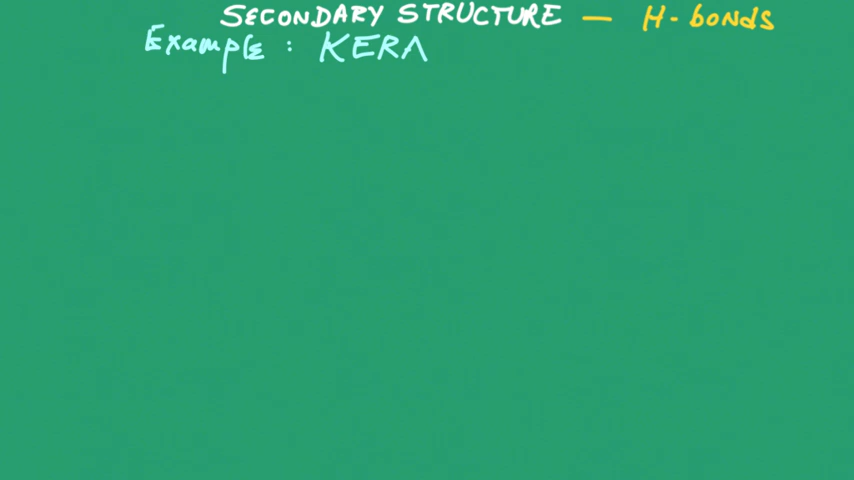 SECONDARY STRUCTURE — H-bonds
Example : KERA